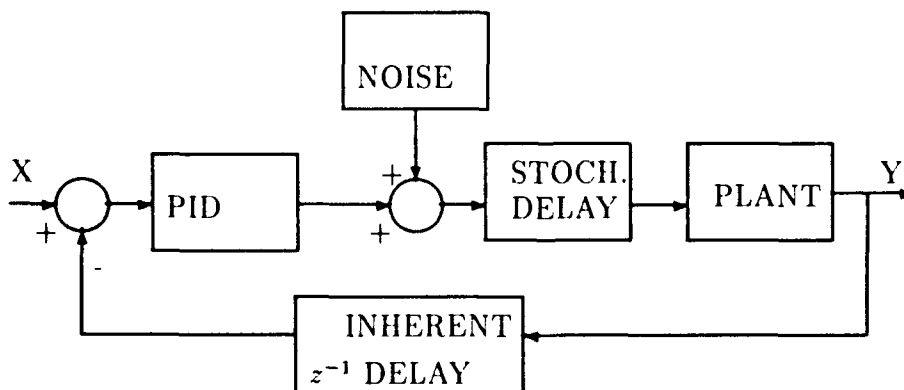 NOISE
X
+
-
PID
+
+
STOCH.
DELAY
PLANT
Y
INHERENT
z⁻¹ DELAY